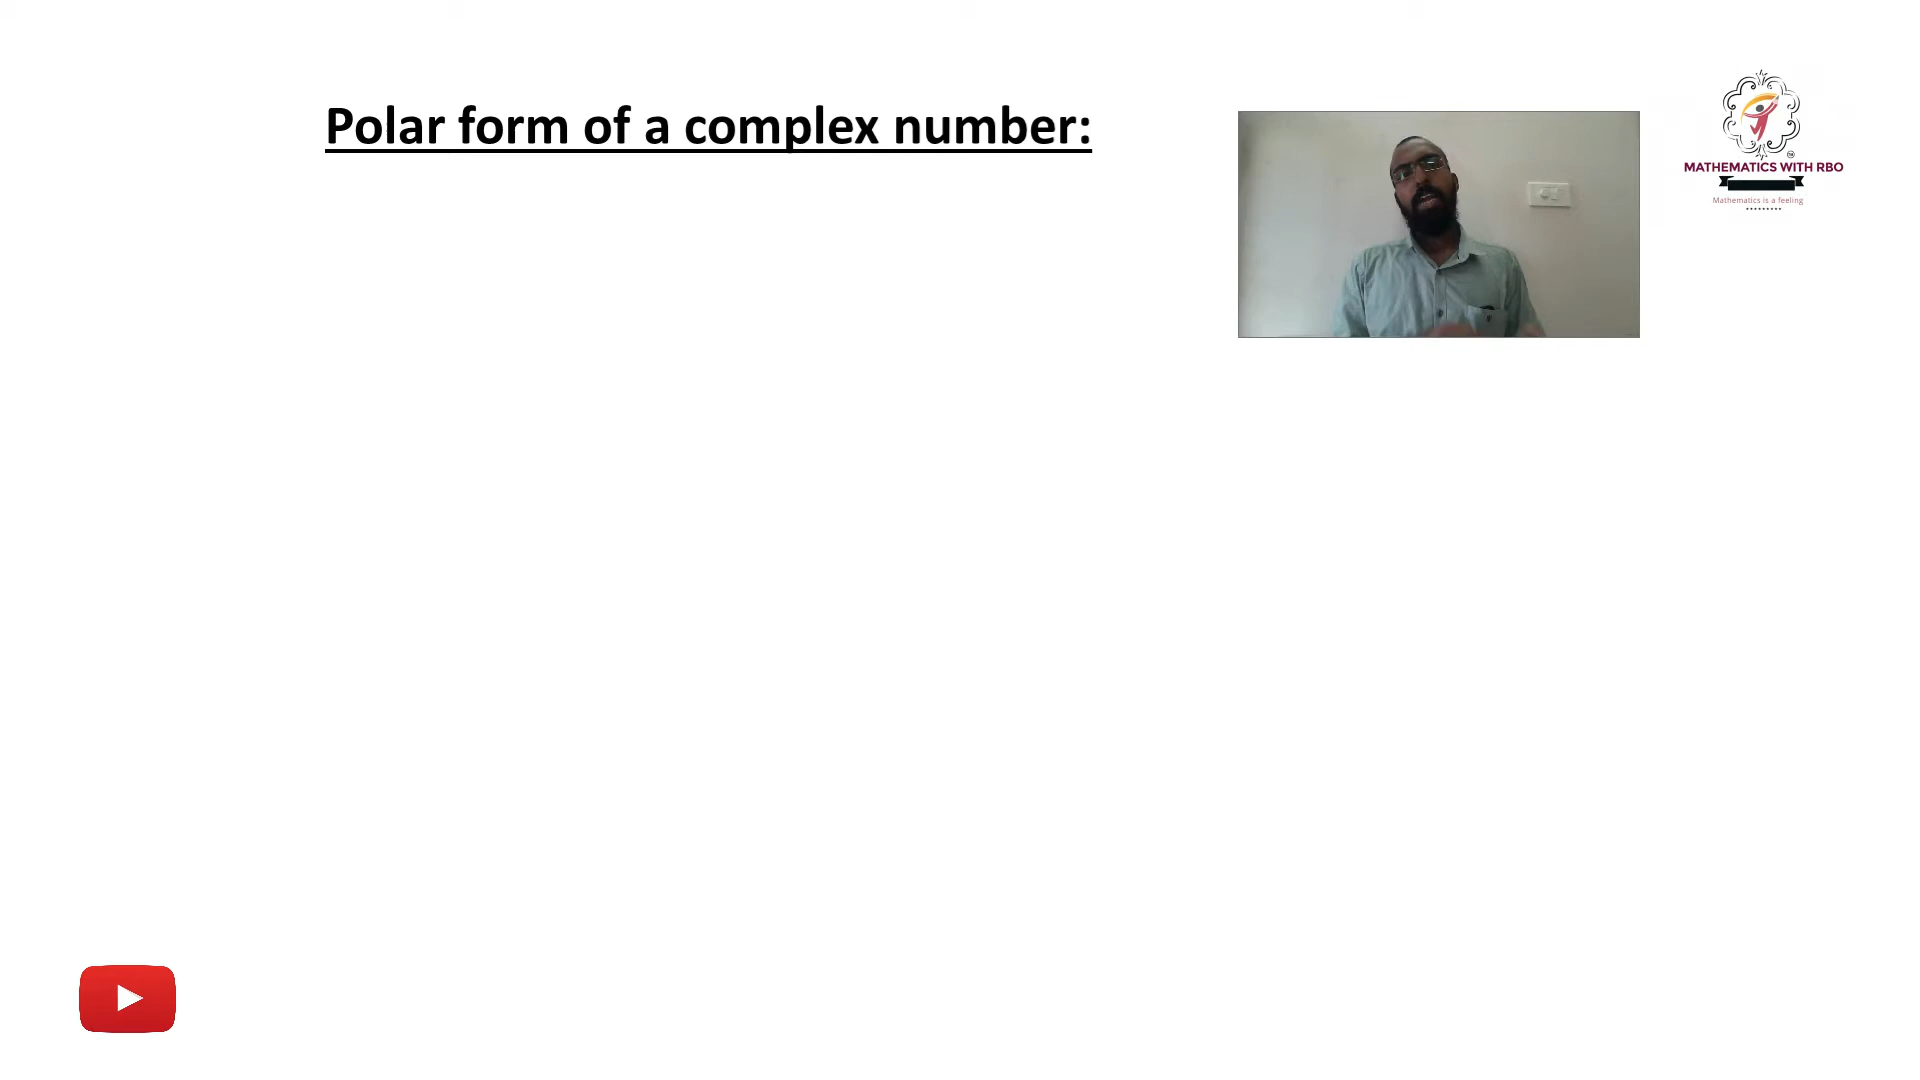 Polar form of a complex number:
MATHEMATICS WITH RBO
Mathematics is a feeling